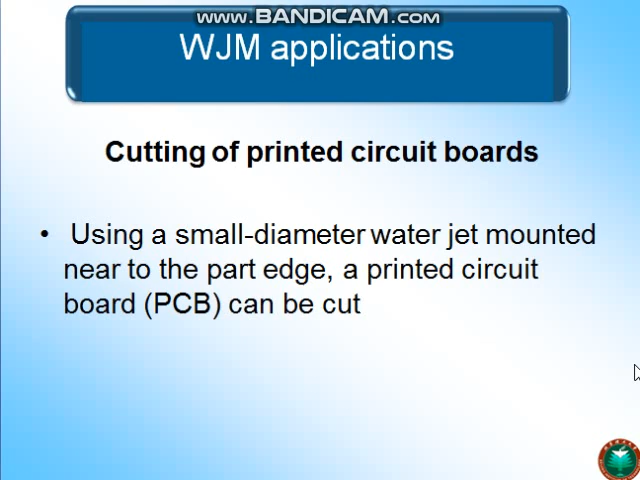 www.BANDICAM.com
WJM applications
Cutting of printed circuit boards
• Using a small-diameter water jet mounted
near to the part edge, a printed circuit
board (PCB) can be cut